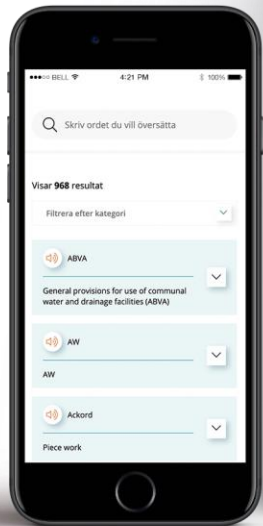 BELL 4:21 PM 100%
Skriv ordet du vill översätta
Visar 968 resultat
Filtrera efter kategori
ABVA
General provisions for use of communal
water and drainage facilities (ABVA)
AW
AW
Ackord
Piece work